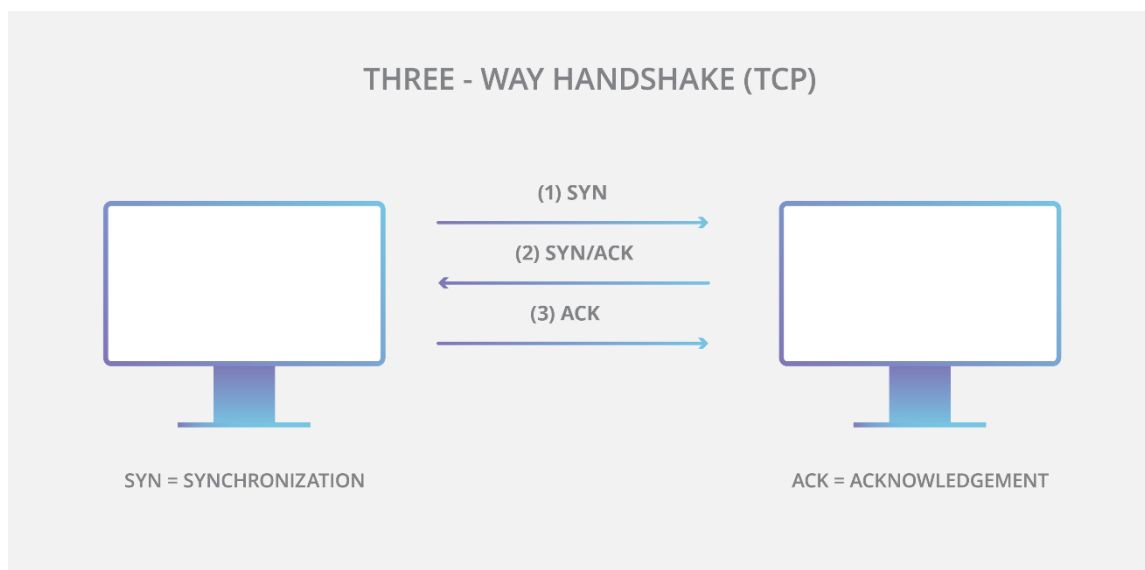 THREE - WAY HANDSHAKE (TCP)
(1) SYN
(2) SYN/ACK
(3) ACK
SYN = SYNCHRONIZATION
ACK = ACKNOWLEDGEMENT